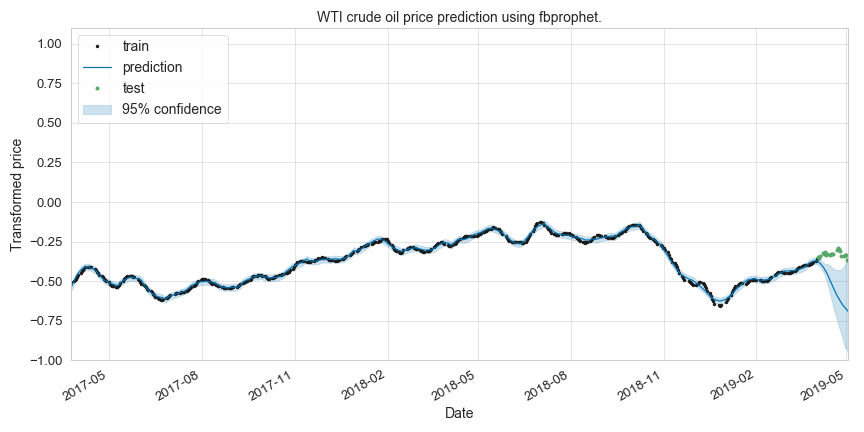 WTI crude oil price prediction using fbprophet.
train
prediction
test
95% confidence
Transformed price
1.00
0.75
0.50
0.25
0.00
−0.25
−0.50
−0.75
−1.00
2017-05
2017-08
2017-11
2018-02
2018-05
2018-08
2018-11
2019-02
2019-05
Date